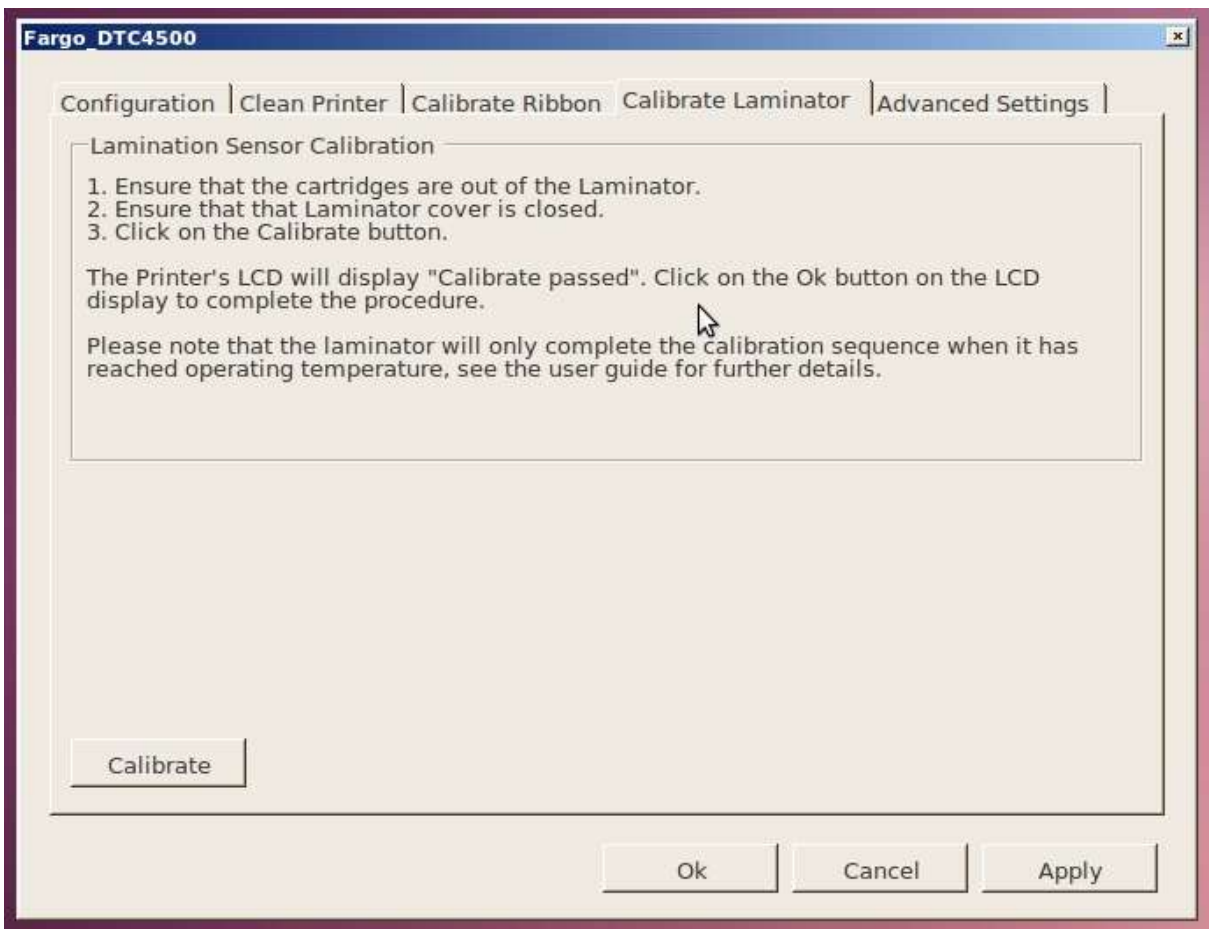 Fargo_DTC4500
Configuration Clean Printer Calibrate Ribbon Calibrate Laminator Advanced Settings
Lamination Sensor Calibration
1. Ensure that the cartridges are out of the Laminator.
2. Ensure that that Laminator cover is closed.
3. Click on the Calibrate button.
The Printer's LCD will display "Calibrate passed". Click on the Ok button on the LCD
display to complete the procedure.
Please note that the laminator will only complete the calibration sequence when it has
reached operating temperature, see the user guide for further details.
Calibrate
Ok Cancel Apply